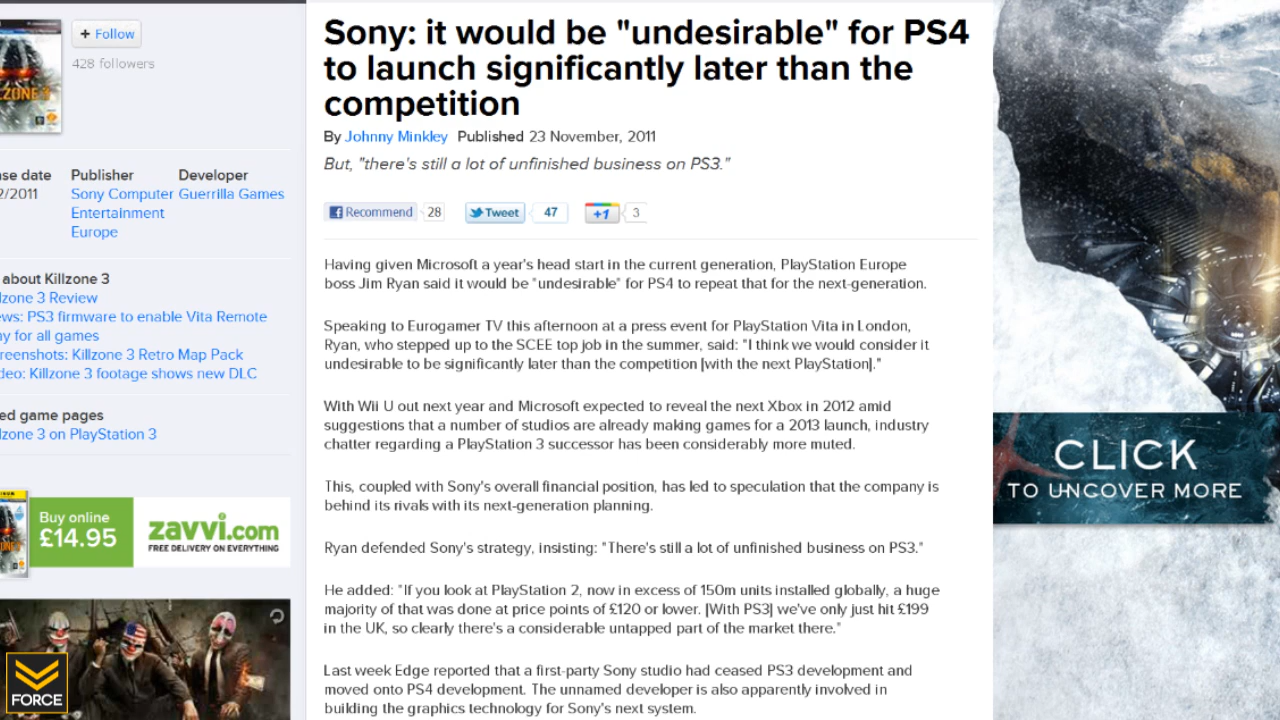 + Follow
428 followers
se date
2/2011
Publisher
Sony Computer
Entertainment
Europe
Developer
Guerrilla Games
about Killzone 3
lzone 3 Review
ws: PS3 firmware to enable Vita Remote
y for all games
reenshots: Killzone 3 Retro Map Pack
deo: Killzone 3 footage shows new DLC
ed game pages
lzone 3 on PlayStation 3
Buy online
£14.95
zavvi.com
FREE DELIVERY ON EVERYTHING
FORCE
Sony: it would be "undesirable" for PS4
to launch significantly later than the
competition
By Johnny Minkley Published 23 November, 2011
But, "there's still a lot of unfinished business on PS3."
Recommend 28 Tweet 47 +1 3
Having given Microsoft a year's head start in the current generation, PlayStation Europe
boss Jim Ryan said it would be "undesirable" for PS4 to repeat that for the next-generation.
Speaking to Eurogamer TV this afternoon at a press event for PlayStation Vita in London,
Ryan, who stepped up to the SCEE top job in the summer, said: "I think we would consider it
undesirable to be significantly later than the competition [with the next PlayStation]."
With Wii U out next year and Microsoft expected to reveal the next Xbox in 2012 amid
suggestions that a number of studios are already making games for a 2013 launch, industry
chatter regarding a PlayStation 3 successor has been considerably more muted.
This, coupled with Sony's overall financial position, has led to speculation that the company is
behind its rivals with its next-generation planning.
Ryan defended Sony's strategy, insisting: "There's still a lot of unfinished business on PS3."
He added: "If you look at PlayStation 2, now in excess of 150m units installed globally, a huge
majority of that was done at price points of £120 or lower. [With PS3] we've only just hit £199
in the UK, so clearly there's a considerable untapped part of the market there."
Last week Edge reported that a first-party Sony studio had ceased PS3 development and
moved onto PS4 development. The unnamed developer is also apparently involved in
building the graphics technology for Sony's next system.
CLICK
TO UNCOVER MORE